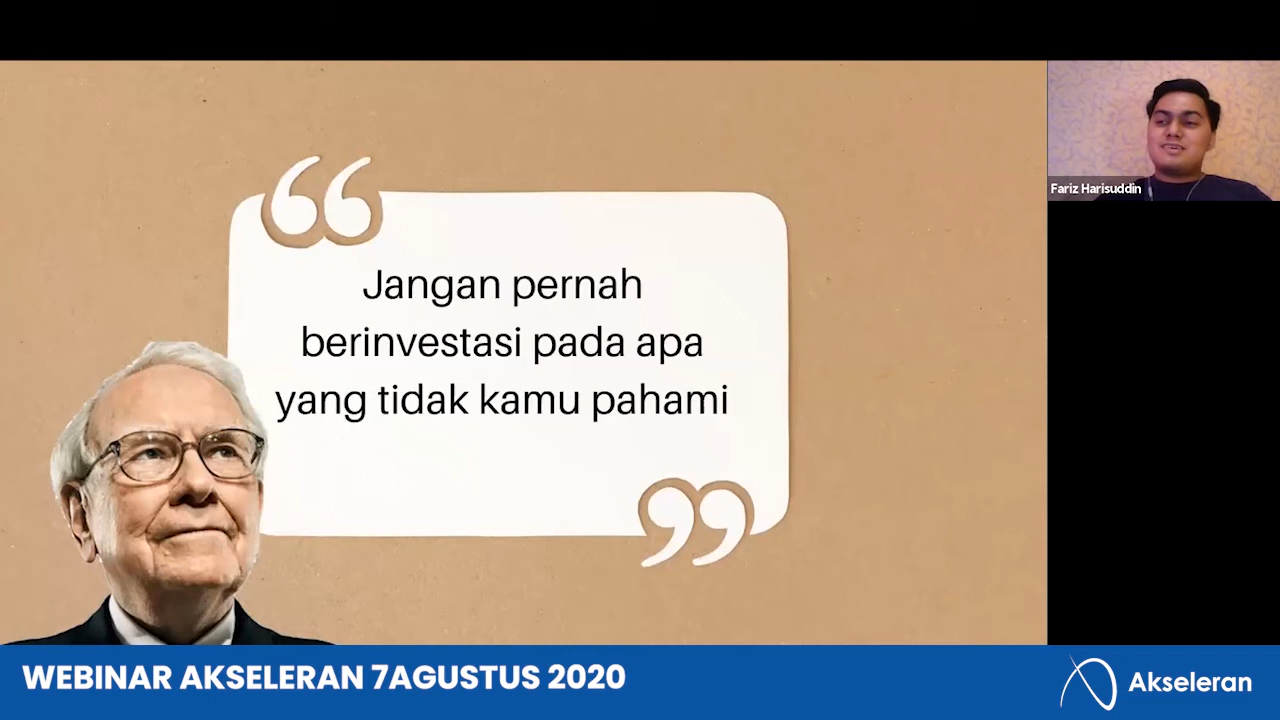 Jangan pernah
berinvestasi pada apa
yang tidak kamu pahami
Fariz Harisuddin
WEBINAR AKSELERAN 7AGUSTUS 2020
Akseleran